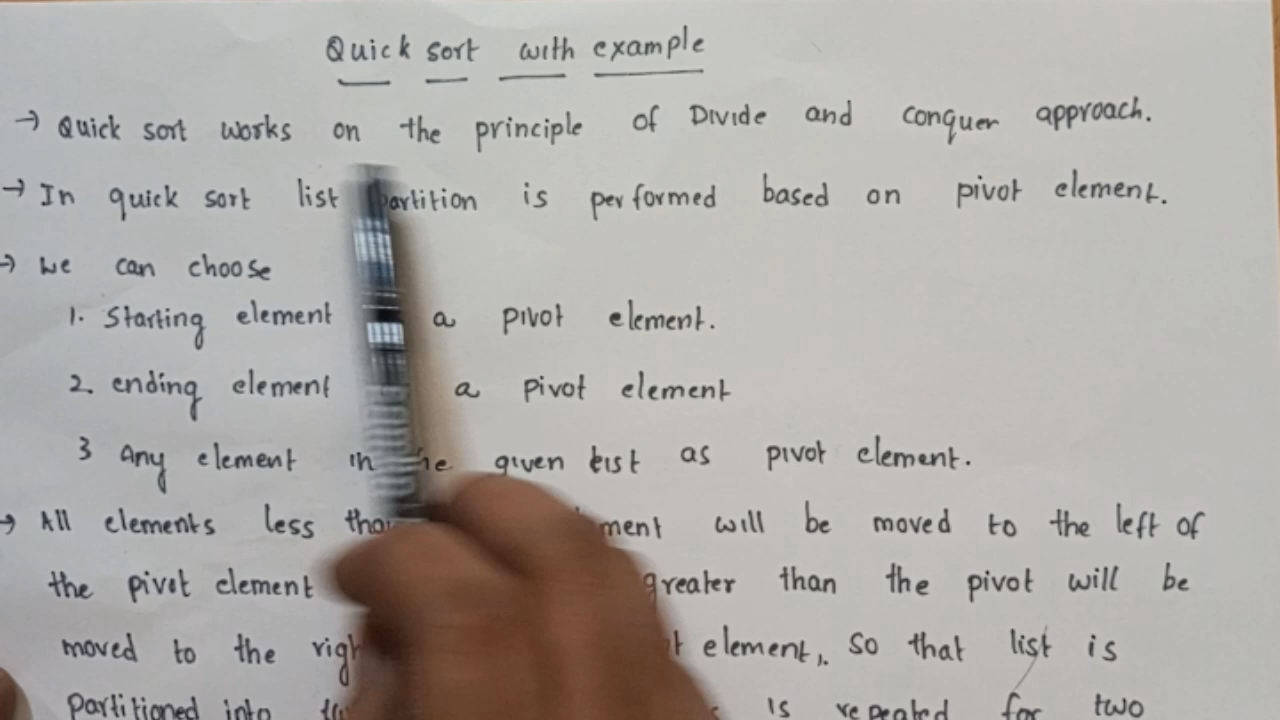 Quick sort with example
→ Quick sort works on the principle of Divide and conquer approach.
→ In quick sort list partition is performed based on pivot element.
→ We can choose
1. Starting element a pivot element.
2. ending element a pivot element
3 Any element in the given list as pivot element.
→ All elements less will be moved to the left of
the pivot element greater than the pivot will be
moved to the element, so that list is
Partitioned into is repeated for two